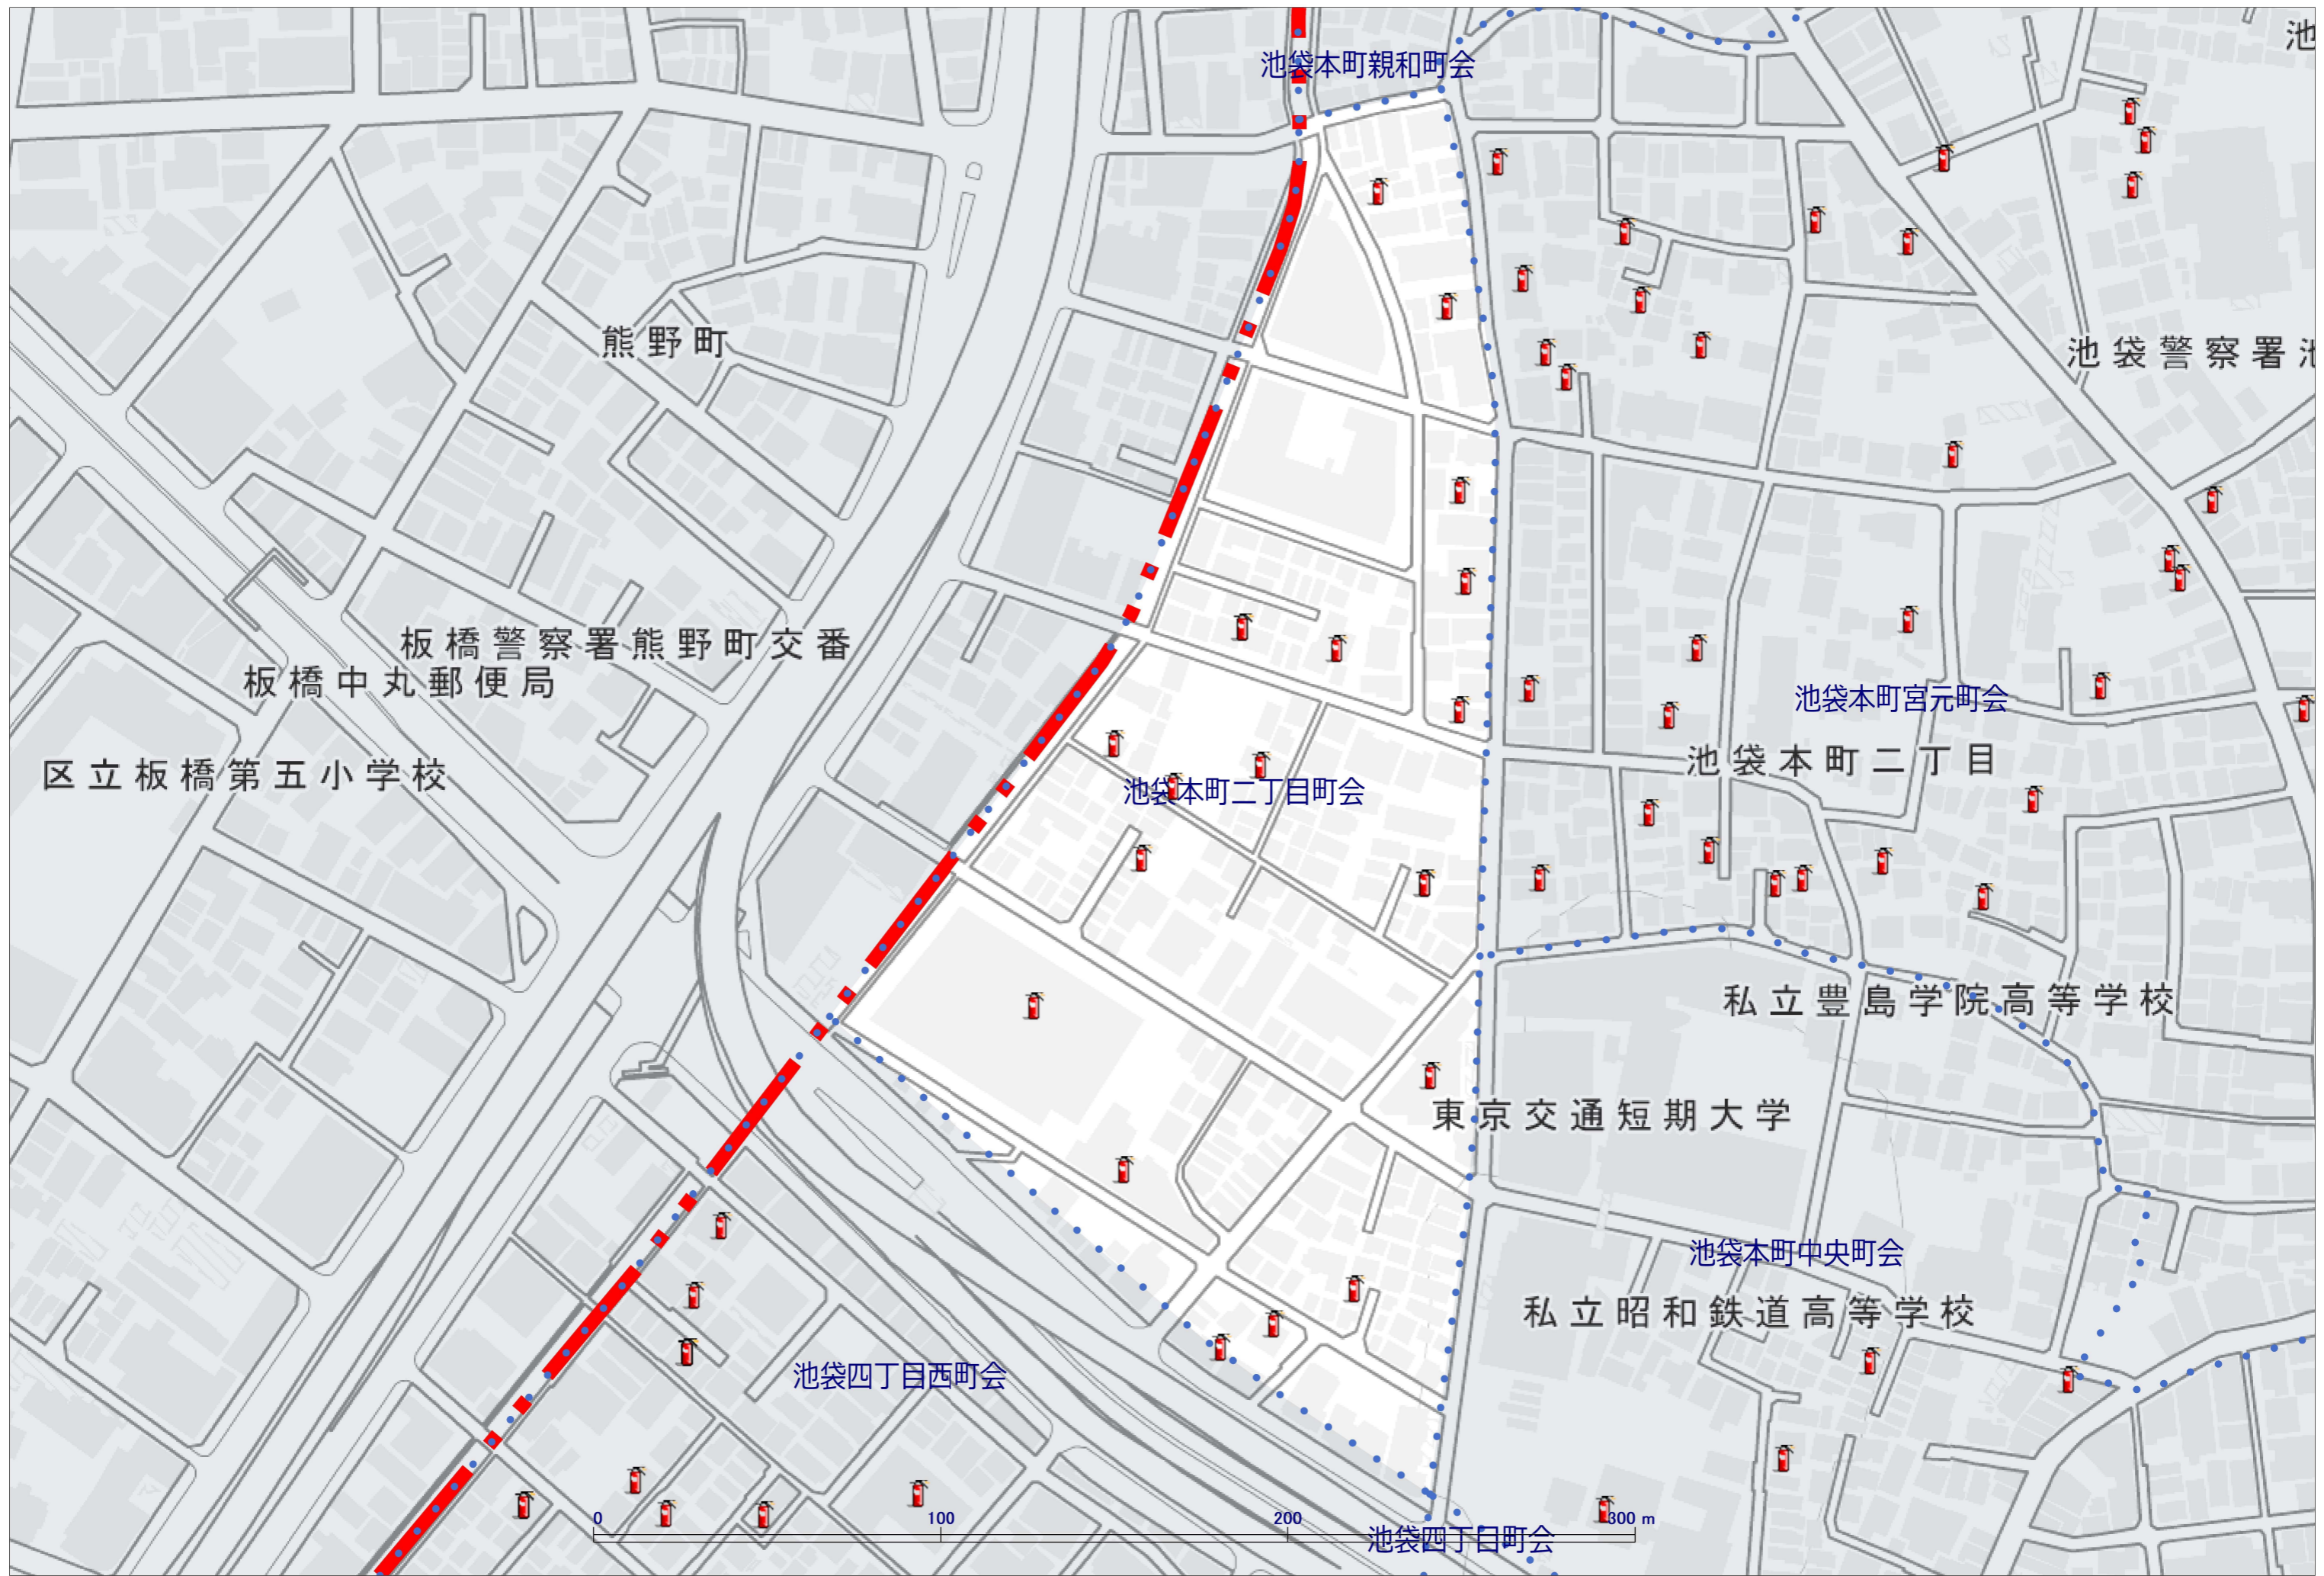 池
池袋本町親和町会
熊野町
池袋警察署池
板橋警察署熊野町交番
板橋中丸郵便局
池袋本町宮元町会
池袋本町二丁目
区立板橋第五小学校
池袋本町二丁目町会
私立豊島学院高等学校
東京交通短期大学
池袋本町中央町会
私立昭和鉄道高等学校
池袋四丁目西町会
0 100 200 300 m
池袋四丁目町会